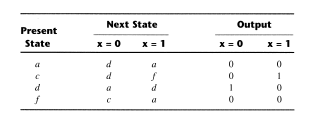 Present State Next State Output
x = 0 x = 1 x = 0 x = 1
a d a 0 0
c d f 0 1
d a d 1 0
f c a 0 0